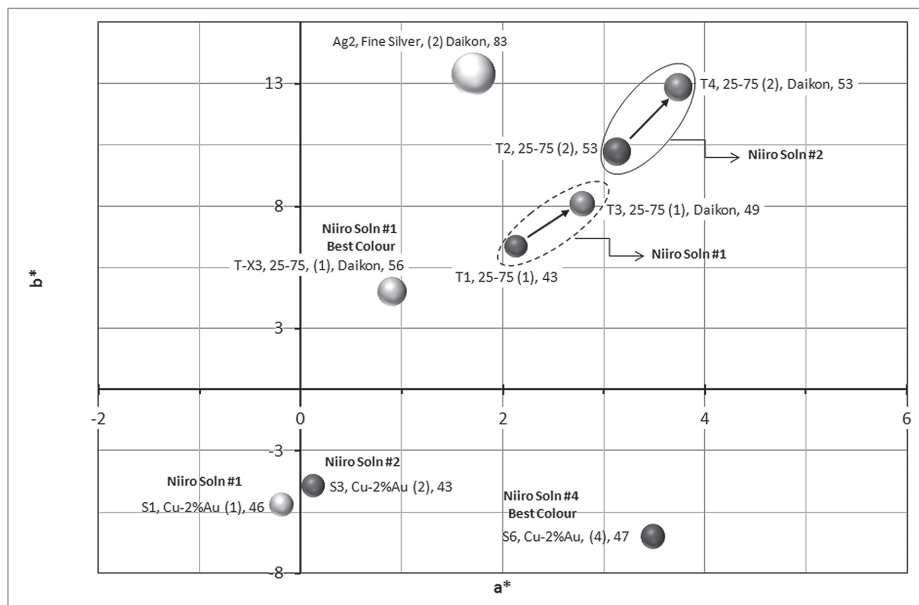 Ag2, Fine Silver, (2) Daikon, 83
13
T4, 25-75 (2), Daikon, 53
T2, 25-75 (2), 53
Niiro Soln #2
8
T3, 25-75 (1), Daikon, 49
Niiro Soln #1
Best Colour
Niiro Soln #1
T-X3, 25-75, (1), Daikon, 56
T1, 25-75 (1), 43
b*
3
-2
0
2
4
6
-3
Niiro Soln #2
Niiro Soln #1
S3, Cu-2%Au (2), 43
Niiro Soln #4
Best Colour
S1, Cu-2%Au (1), 46
S6, Cu-2%Au, (4), 47
-8
a*